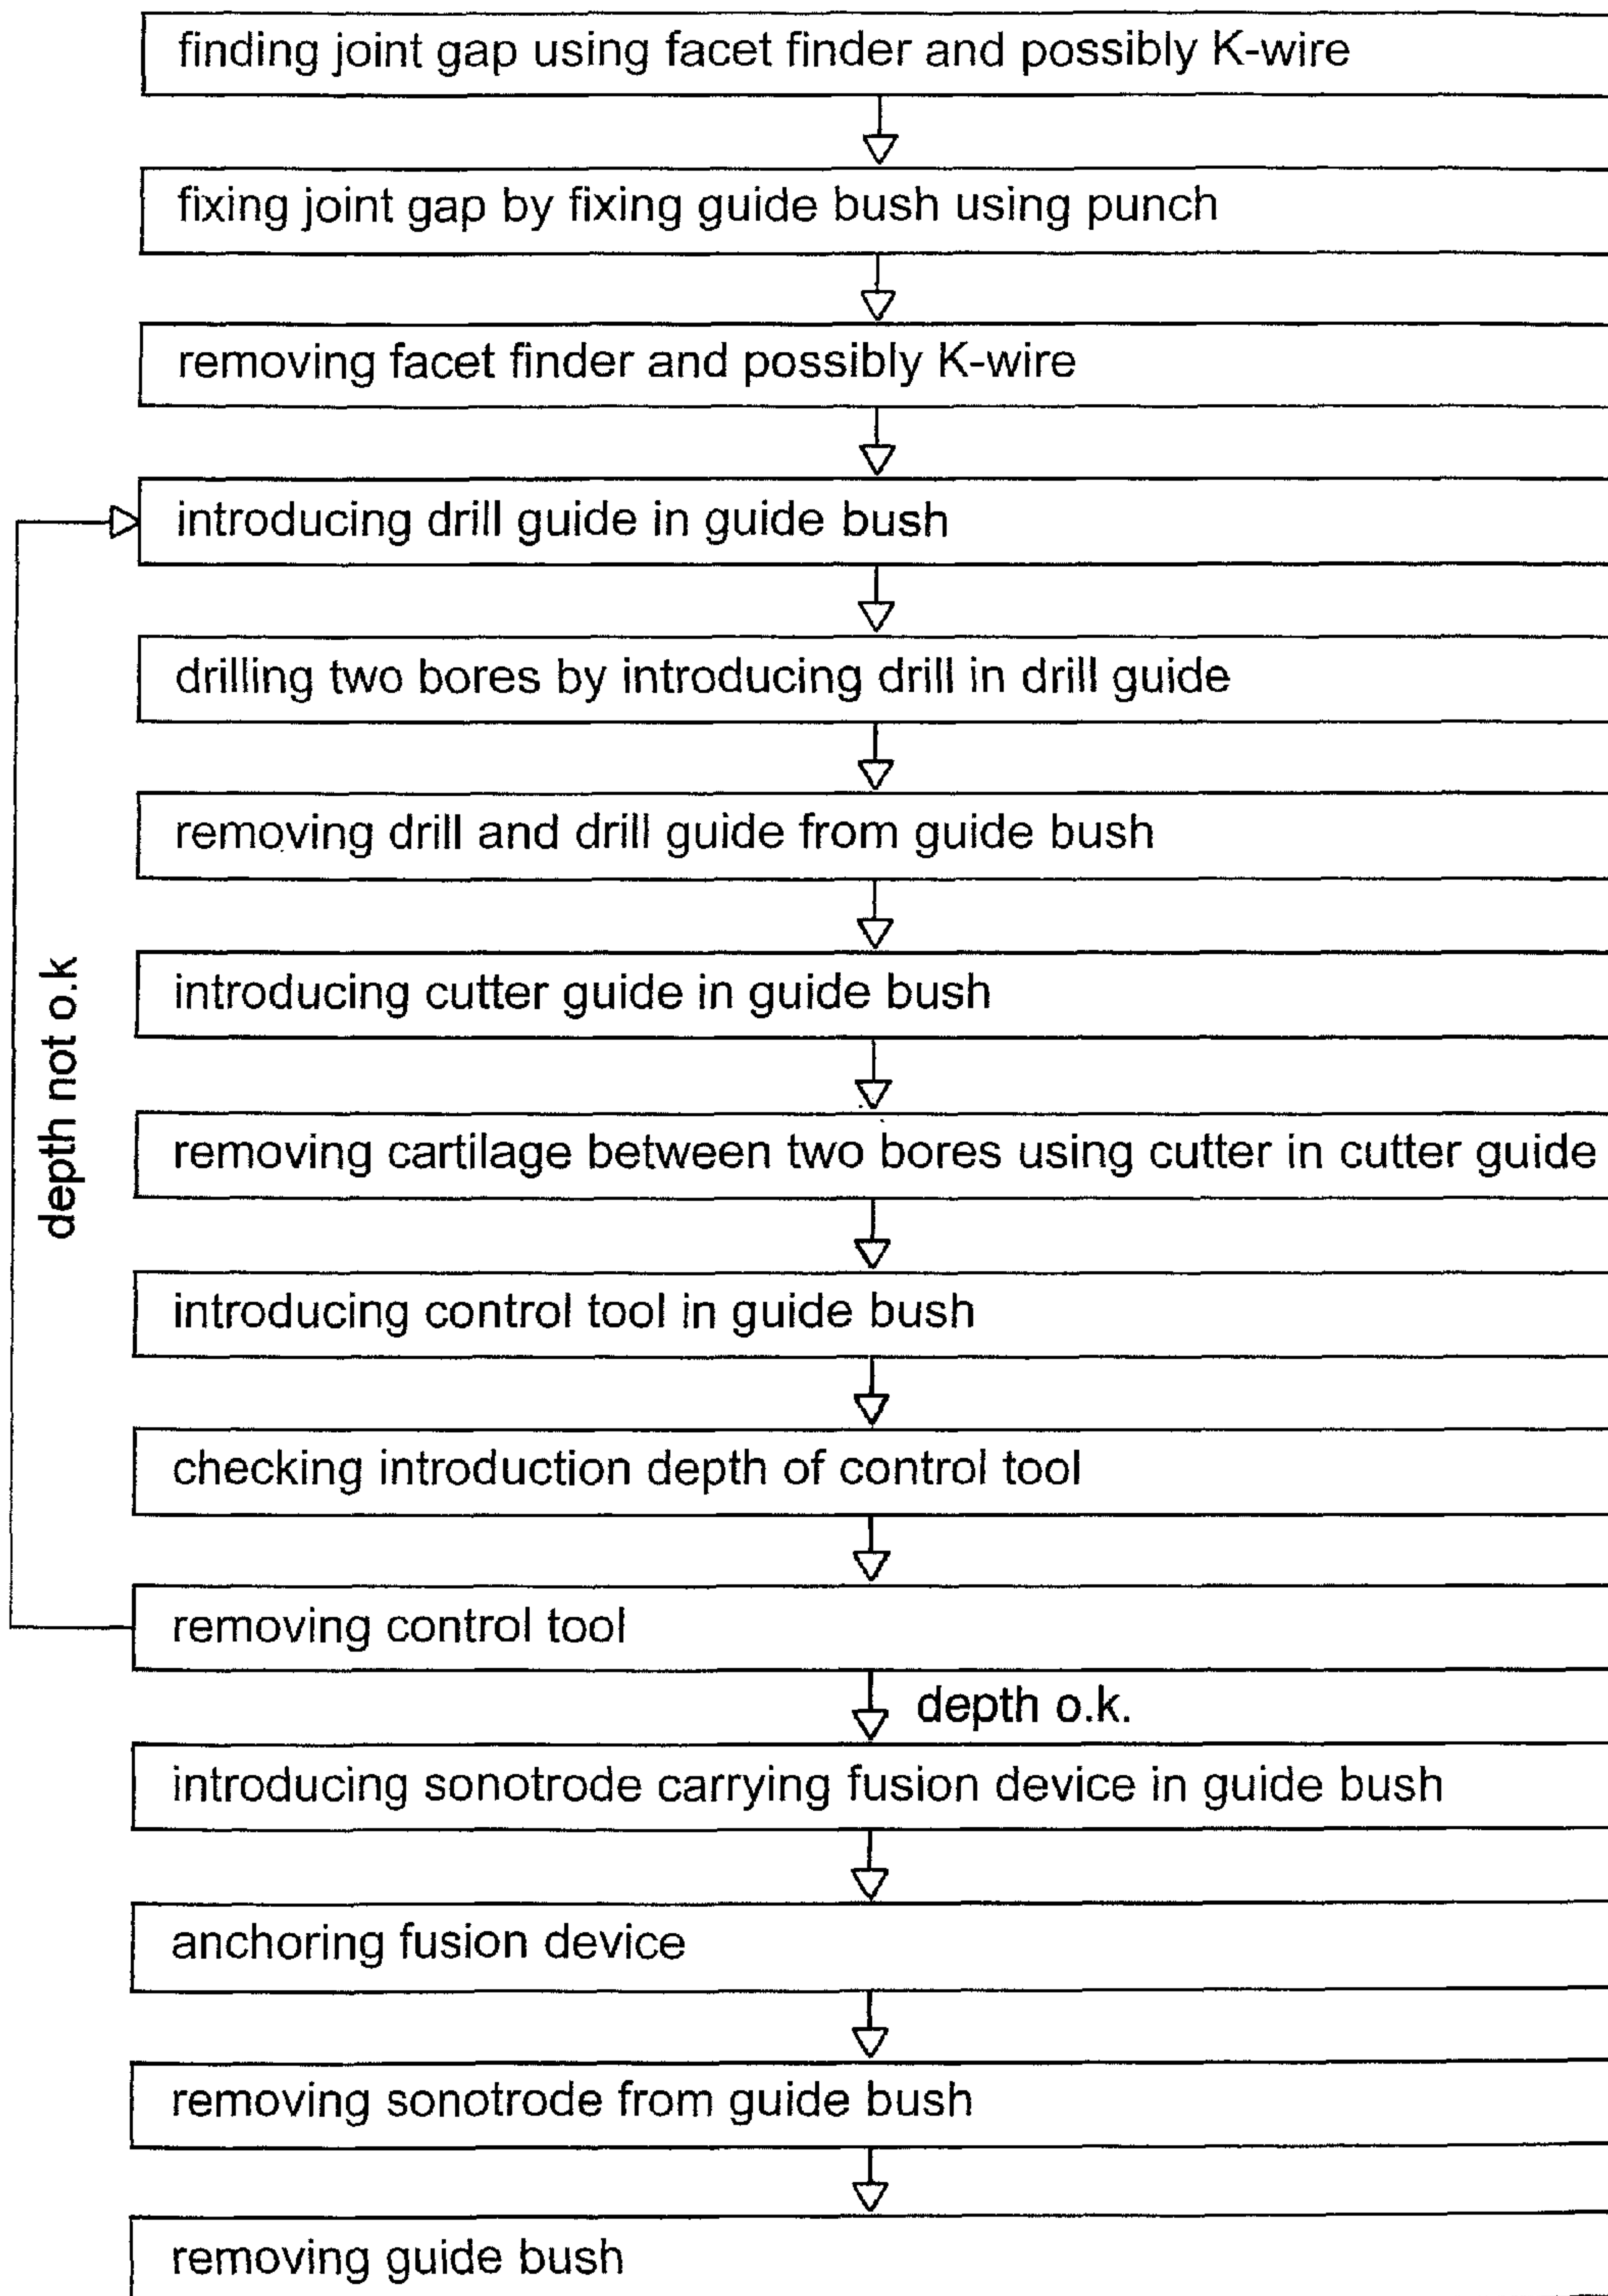 finding joint gap using facet finder and possibly K-wire
fixing joint gap by fixing guide bush using punch
removing facet finder and possibly K-wire
introducing drill guide in guide bush
drilling two bores by introducing drill in drill guide
removing drill and drill guide from guide bush
introducing cutter guide in guide bush
depth not o.k
removing cartilage between two bores using cutter in cutter guide
introducing control tool in guide bush
checking introduction depth of control tool
removing control tool
depth o.k.
introducing sonotrode carrying fusion device in guide bush
anchoring fusion device
removing sonotrode from guide bush
removing guide bush